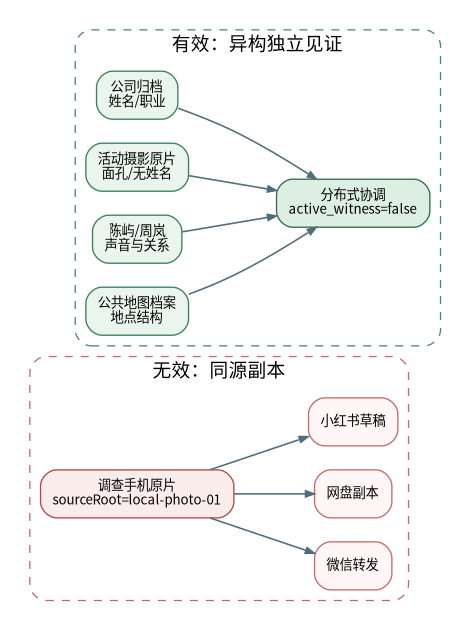 有效：异构独立见证
公司归档
姓名/职业
活动摄影原片
面孔/无姓名
陈屿/周岚
声音与关系
公共地图档案
地点结构
分布式协调
active_witness=false
无效：同源副本
调查手机原片
sourceRoot=local-photo-01
小红书草稿
网盘副本
微信转发